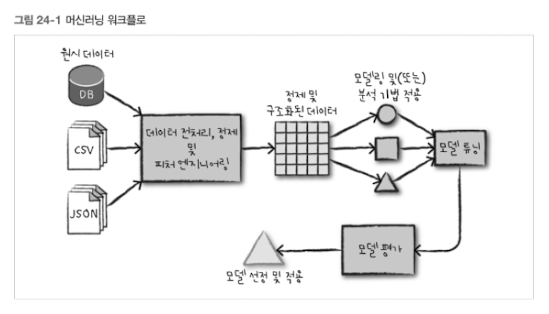 그림 24-1 머신러닝 워크플로
원시 데이터
DB
CSV
JSON
데이터 전처리, 정제
및
피처 엔지니어링
정제 및
구조화된 데이터
모델링 및(또는)
분석 기법 적용
모델 튜닝
모델 평가
모델 선정 및 적용